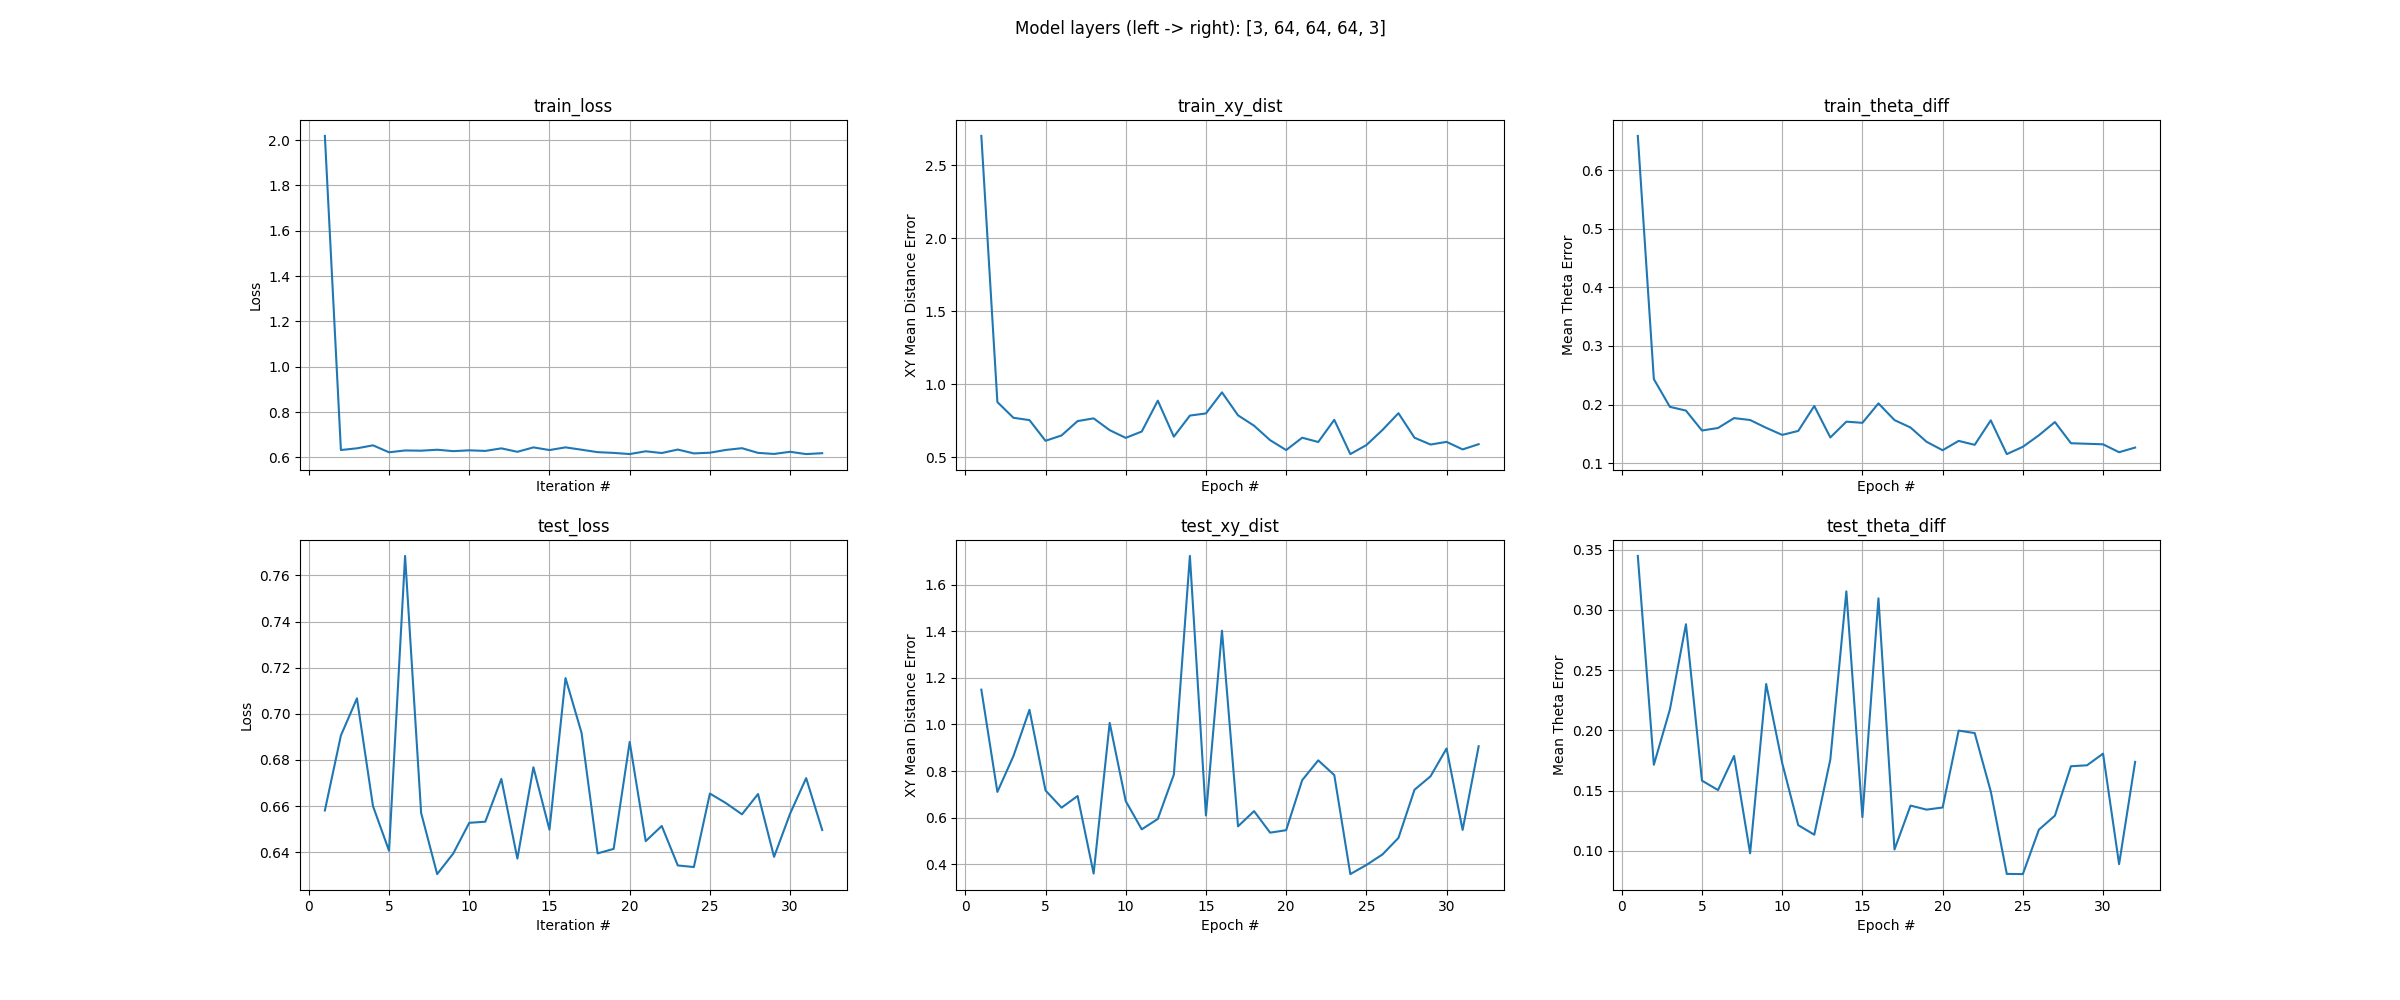 Model layers (left -> right): [3, 64, 64, 64, 3]
train_loss
train_xy_dist
train_theta_diff
Loss
2.0
1.8
1.6
1.4
1.2
1.0
0.8
0.6
Iteration #
XY Mean Distance Error
2.5
2.0
1.5
1.0
0.5
Epoch #
Mean Theta Error
0.6
0.5
0.4
0.3
0.2
0.1
Epoch #
test_loss
test_xy_dist
test_theta_diff
Loss
0.76
0.74
0.72
0.70
0.68
0.66
0.64
0 5 10 15 20 25 30
Iteration #
XY Mean Distance Error
1.6
1.4
1.2
1.0
0.8
0.6
0.4
0 5 10 15 20 25 30
Epoch #
Mean Theta Error
0.35
0.30
0.25
0.20
0.15
0.10
0 5 10 15 20 25 30
Epoch #